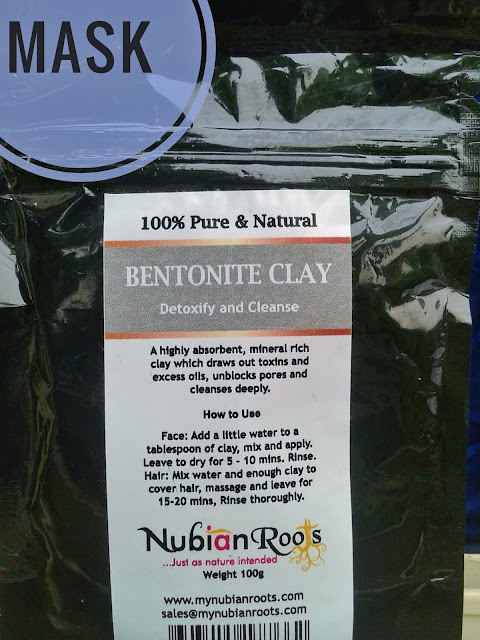 MASK
100% Pure & Natural
BENTONITE CLAY
Detoxify and Cleanse
A highly absorbent, mineral rich
clay which draws out toxins and
excess oils, unblocks pores and
cleanses deeply.
How to Use
Face: Add a little water to a
tablespoon of clay, mix and apply.
Leave to dry for 5 - 10 mins. Rinse.
Hair: Mix water and enough clay to
cover hair, massage and leave for
15-20 mins, Rinse thoroughly.
Nubian Roots
...Just as nature intended
Weight 100g
www.mynubianroots.com
sales@mynubianroots.com